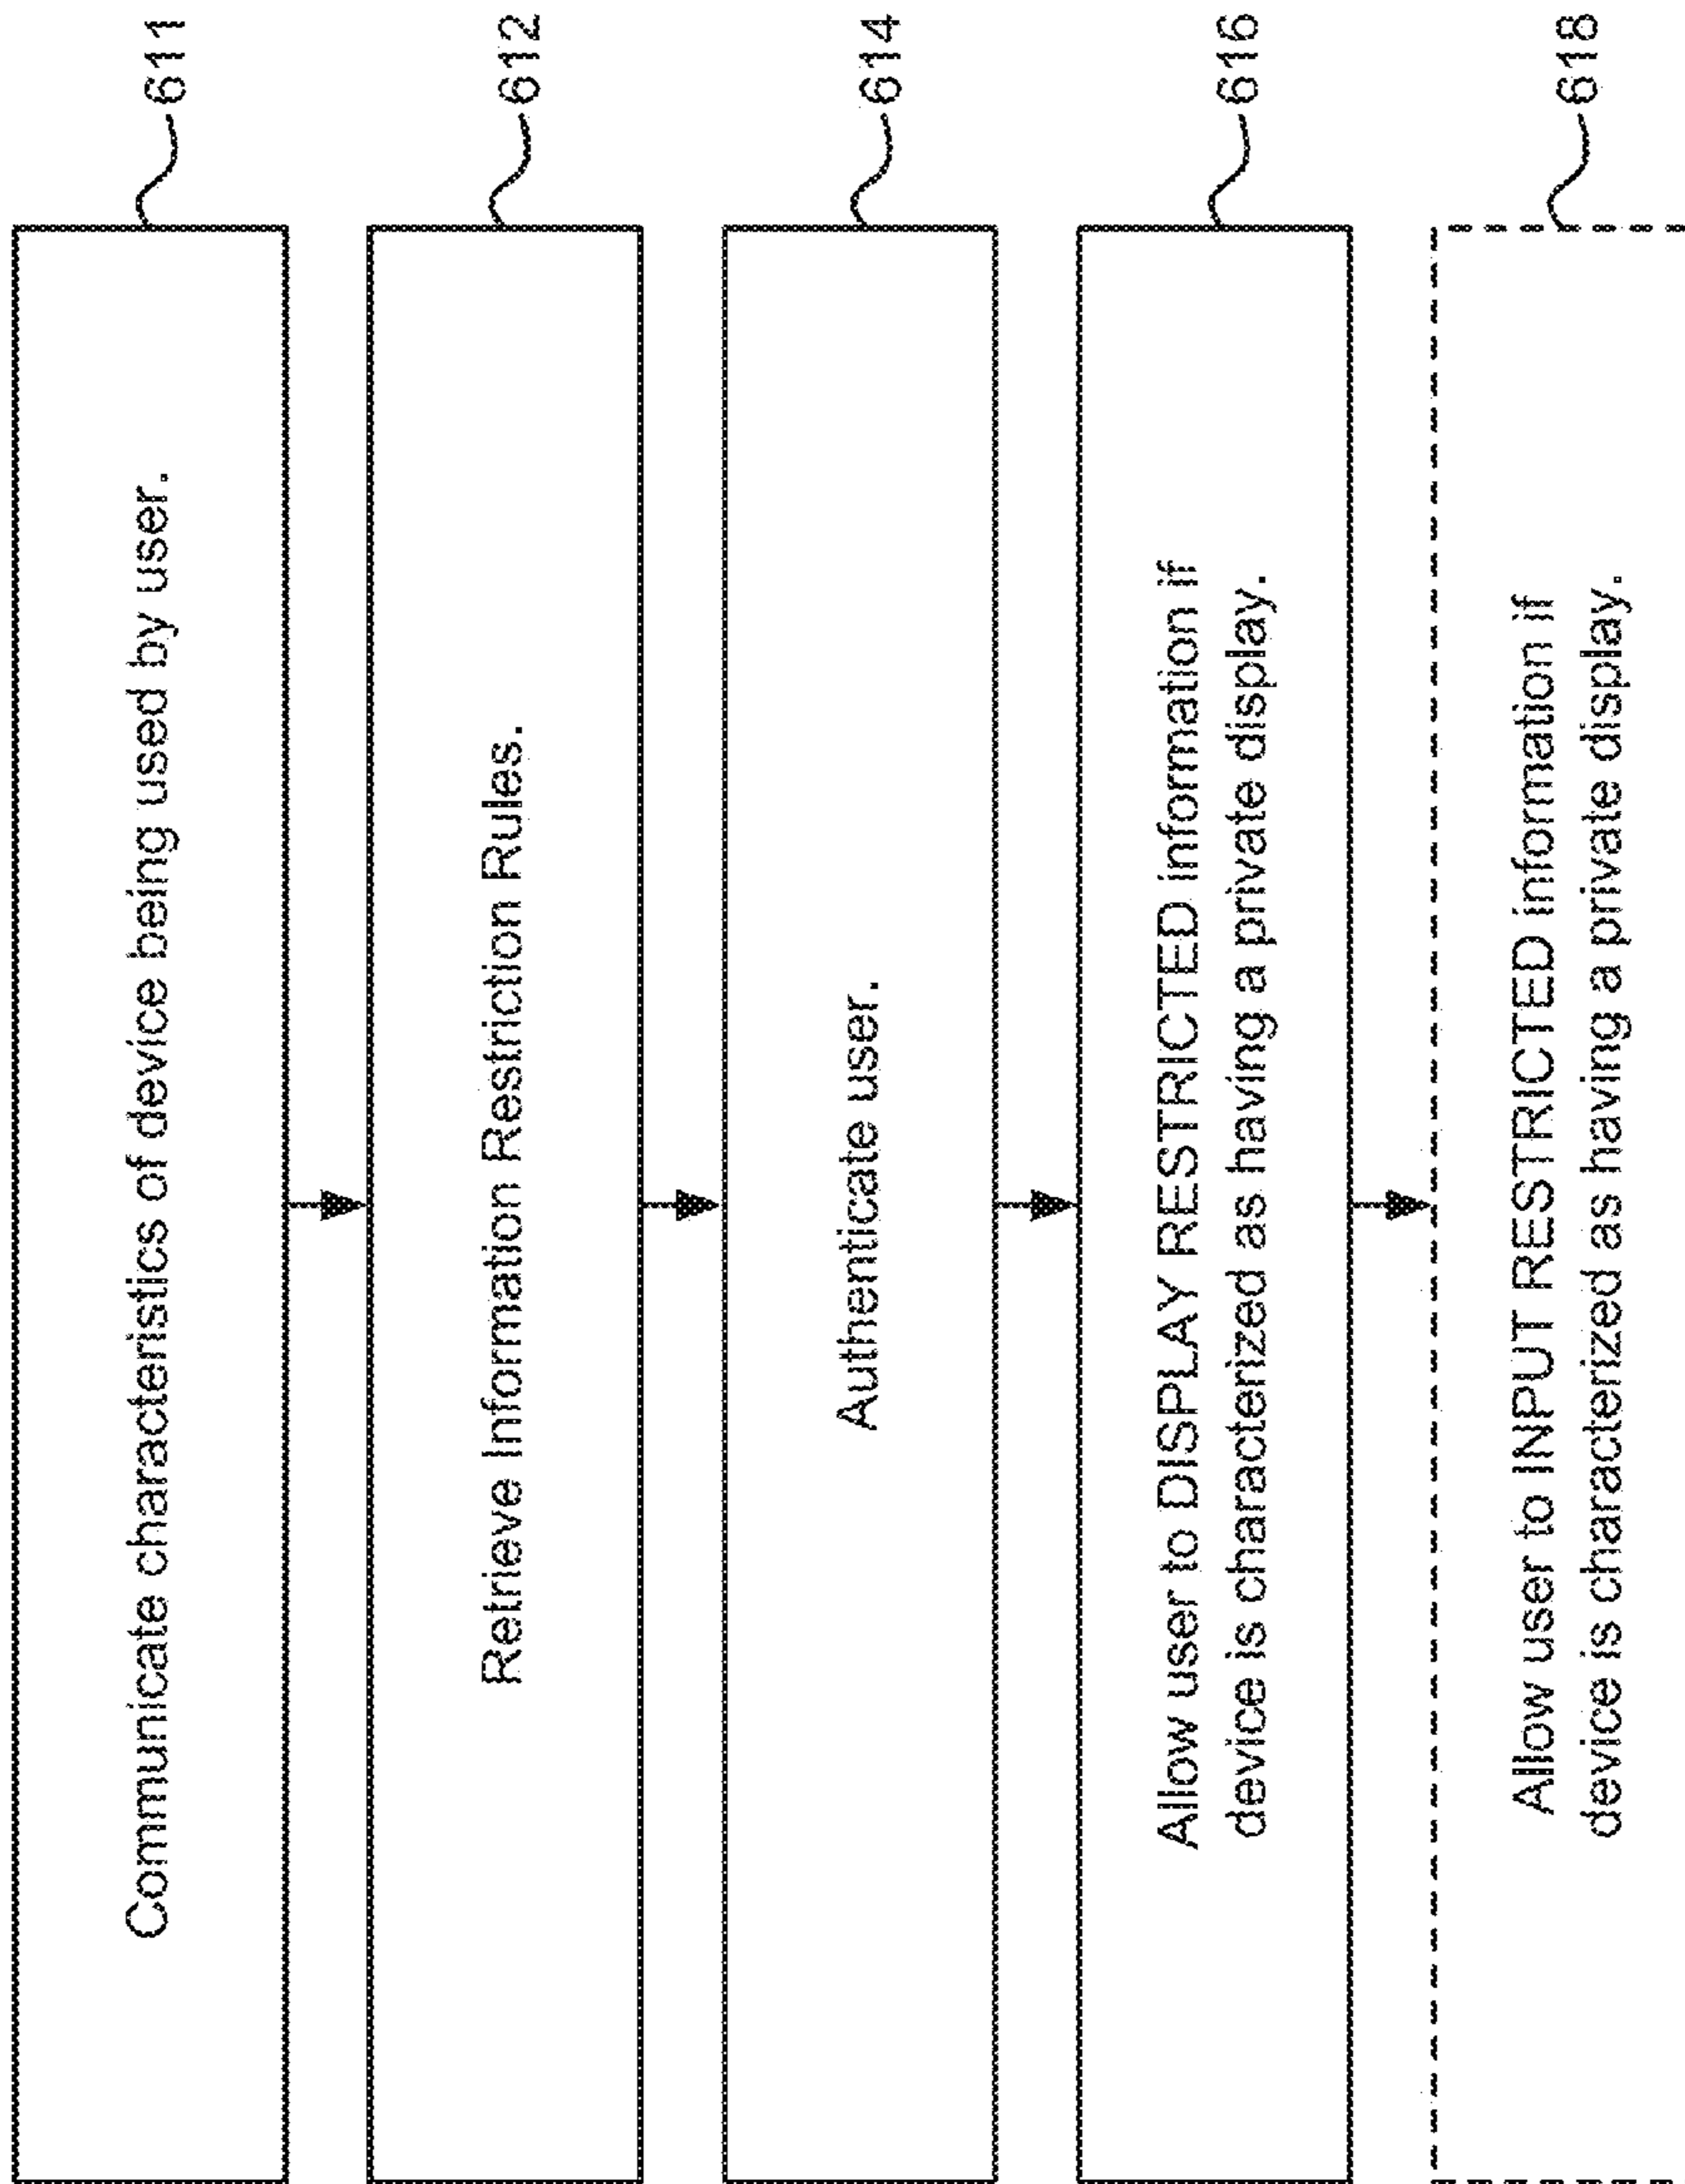 Communicate characteristics of device being used by user.
611
Retrieve Information Restriction Rules.
612
Authenticate user.
614
Allow user to DISPLAY RESTRICTED information if
device is characterized as having a private display.
616
Allow user to INPUT RESTRICTED information if
device is characterized as having a private display.
618